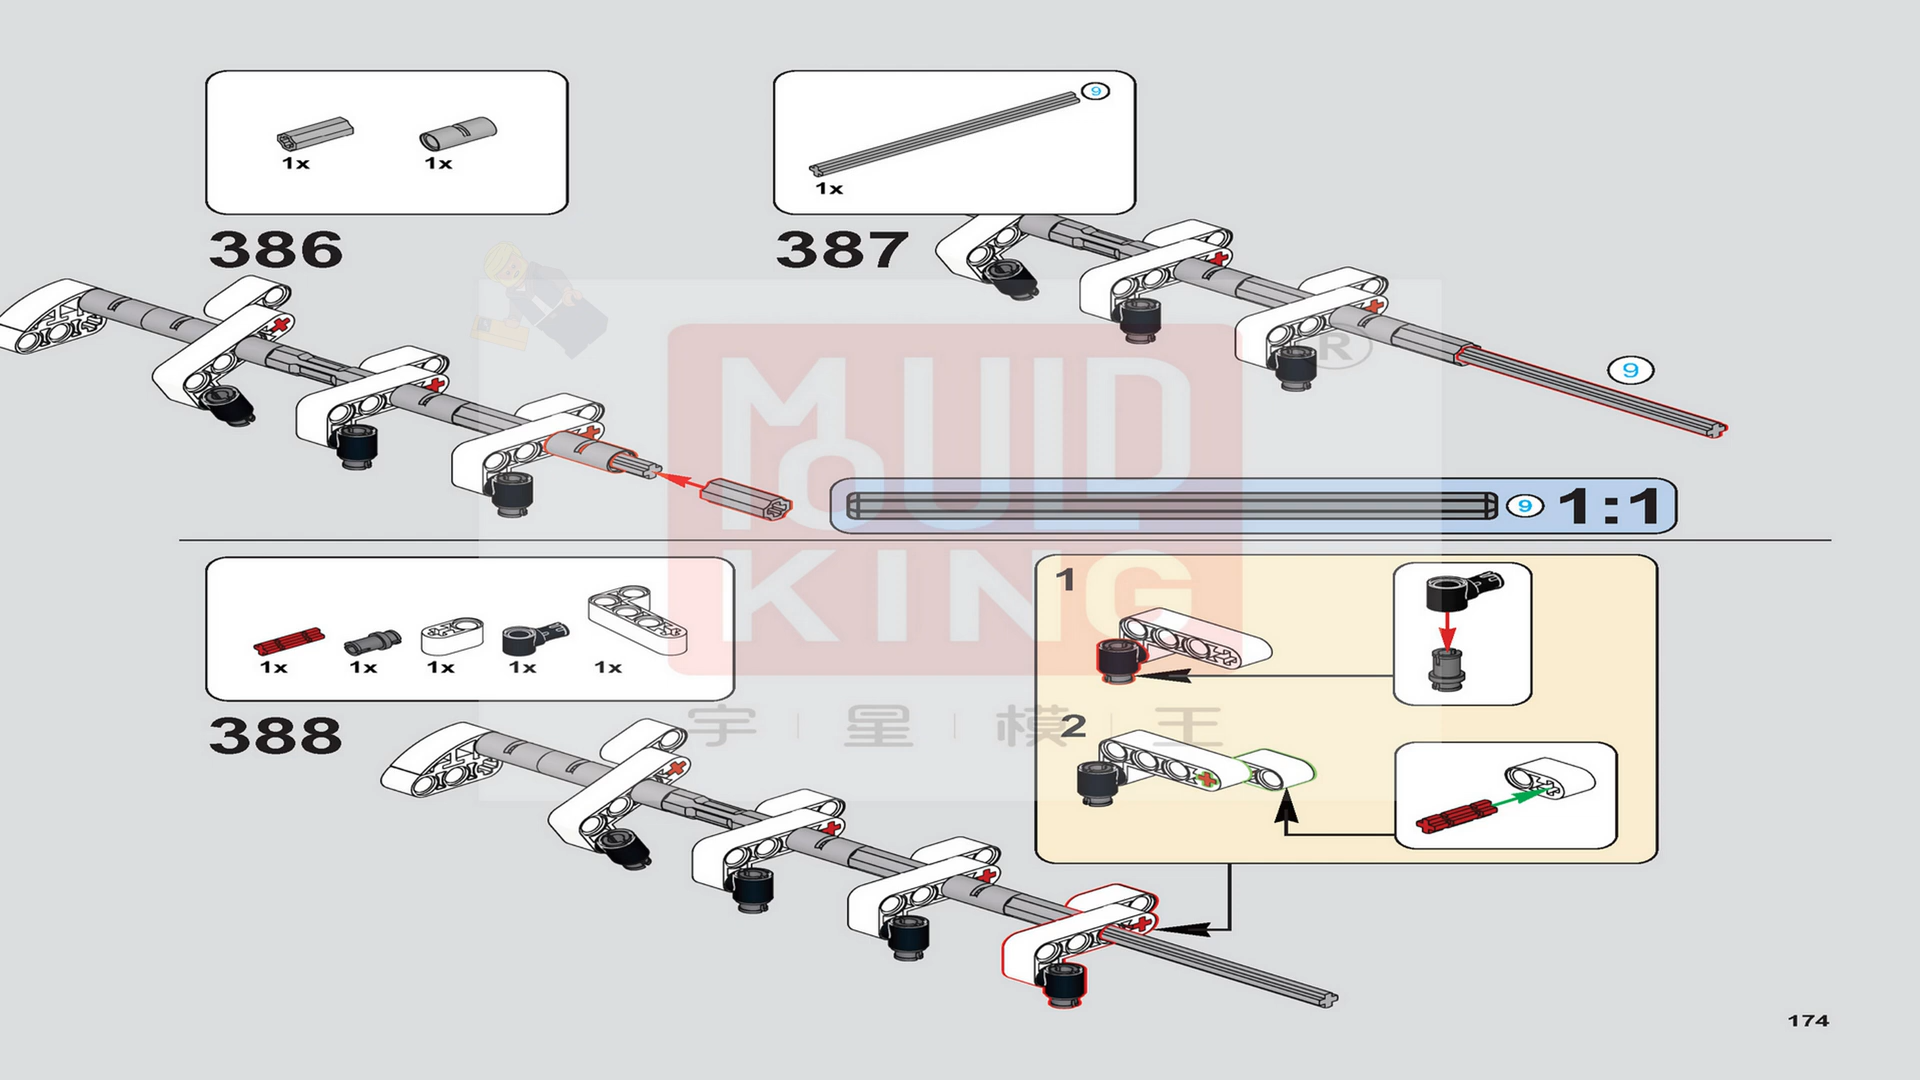 1x 1x
386
9
1x
387
9
9 1:1
1x 1x 1x 1x 1x
388
1
2
MOULD
KING
®
宇星模王
174